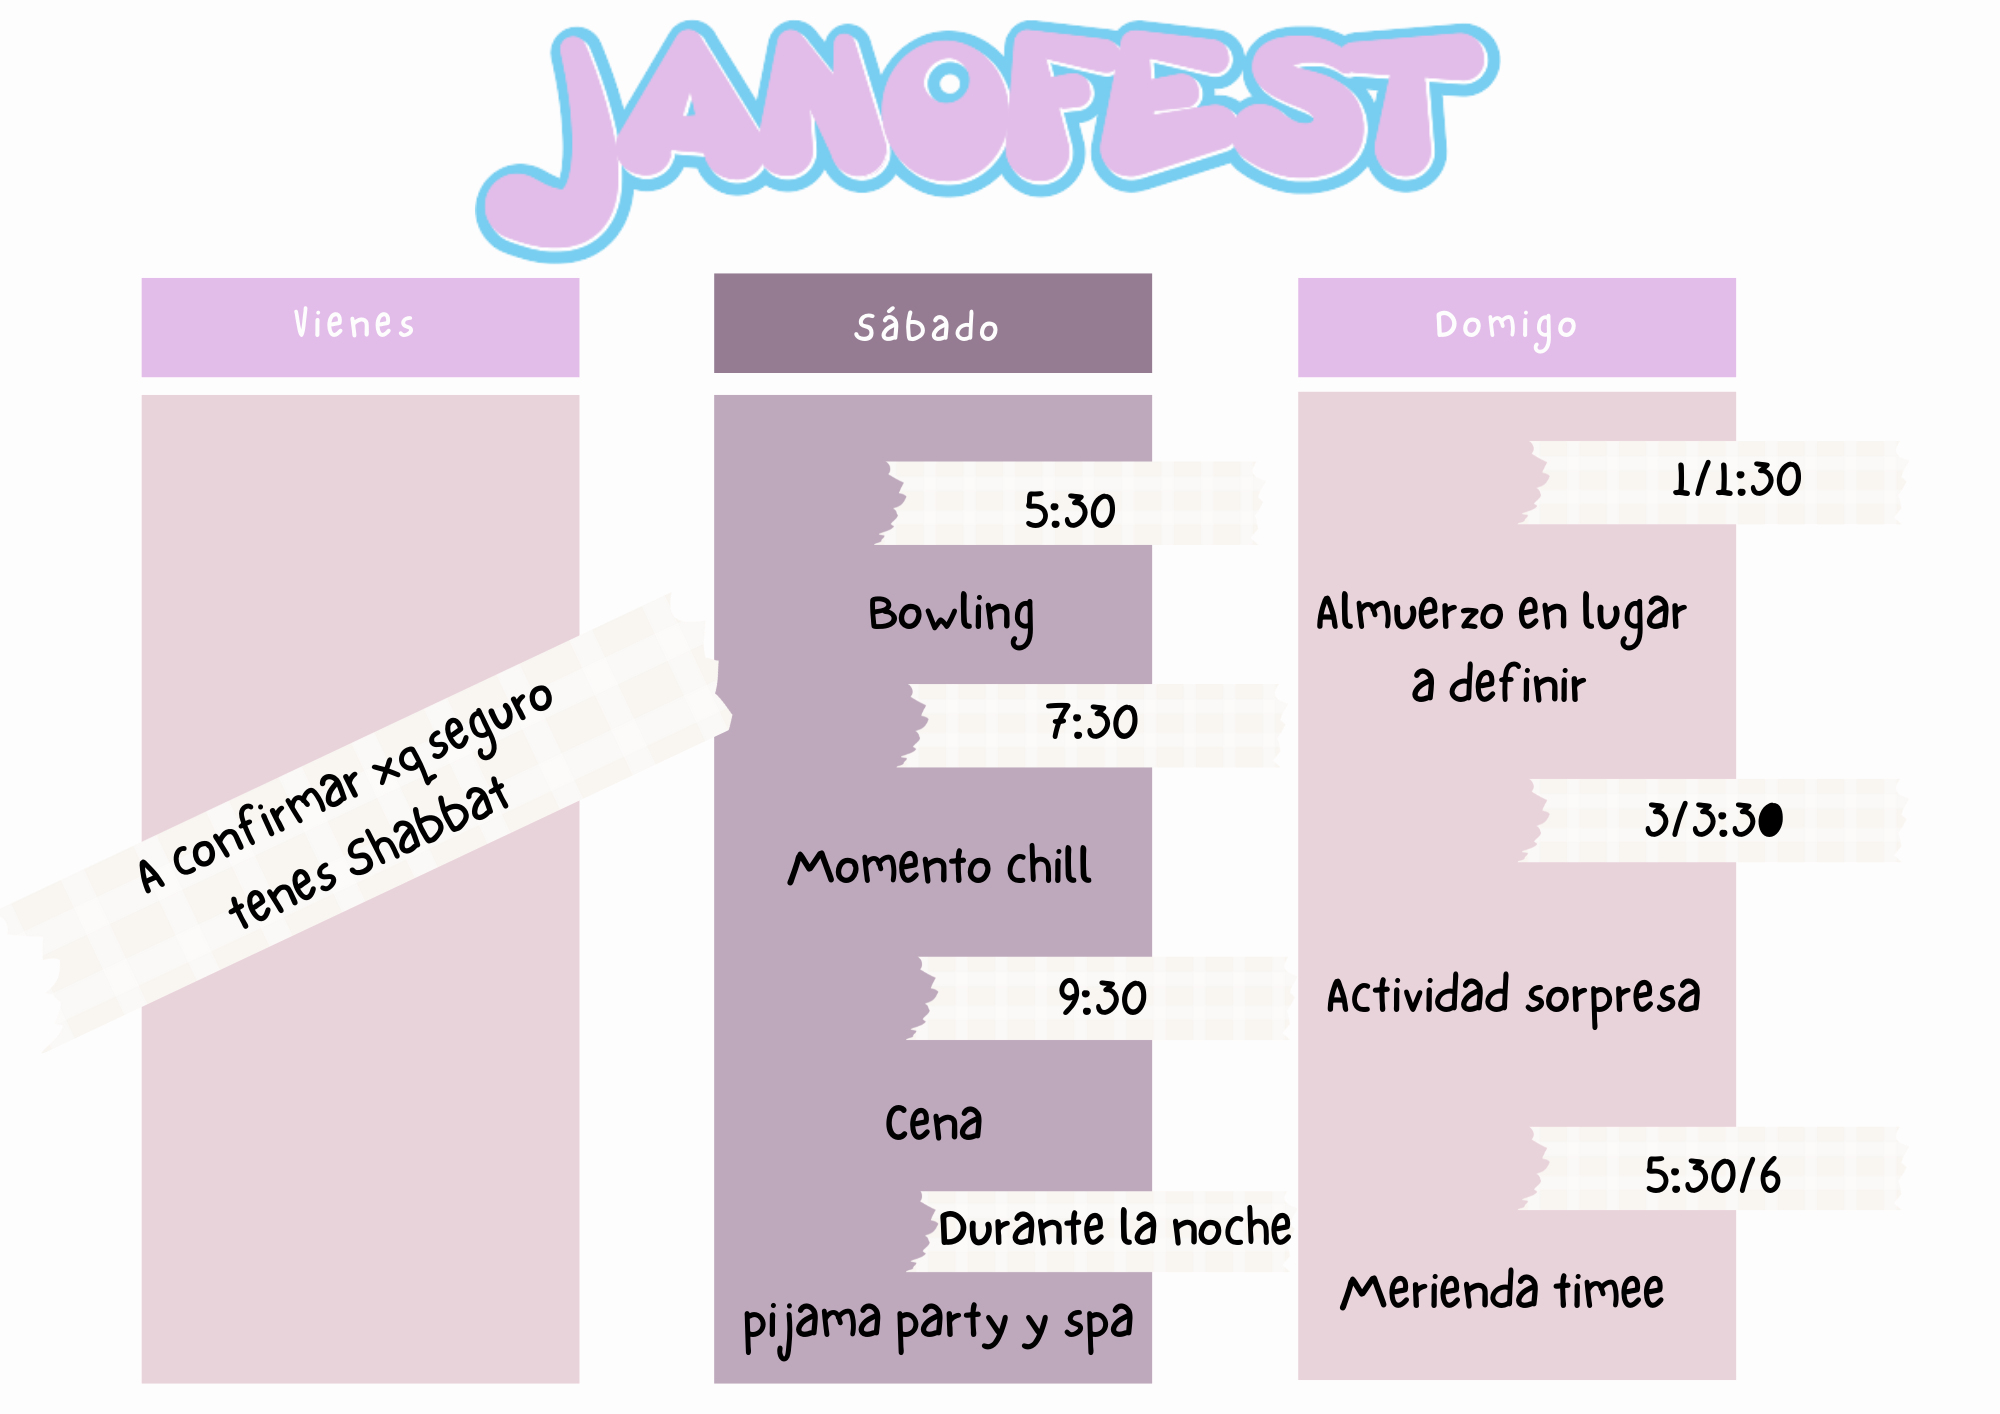 JANOFEST
Vienes
A confirmar xq seguro
tenes Shabbat
Sábado
5:30
Bowling
7:30
Momento chill
9:30
Cena
Durante la noche
pijama party y spa
Domigo
1/1:30
Almuerzo en lugar
a definir
3/3:30
Actividad sorpresa
5:30/6
Merienda timee